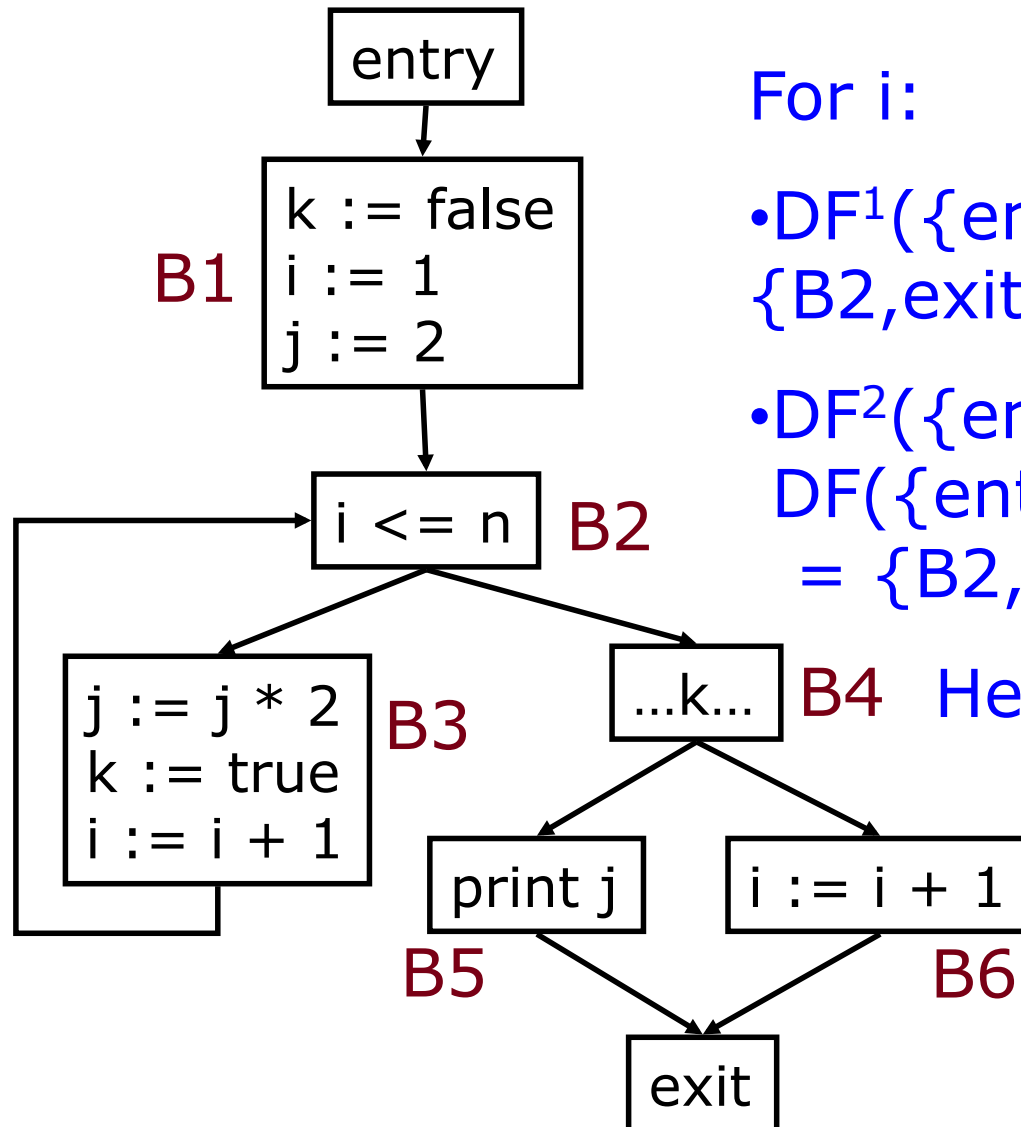 entry
k := false
i := 1
j := 2
B1
i <= n
B2
j := j * 2
k := true
i := i + 1
B3
...k...
B4
print j
B5
i := i + 1
B6
exit
For i:
•DF¹({en
{B2,exit
•DF²({en
DF({ent
= {B2,
He